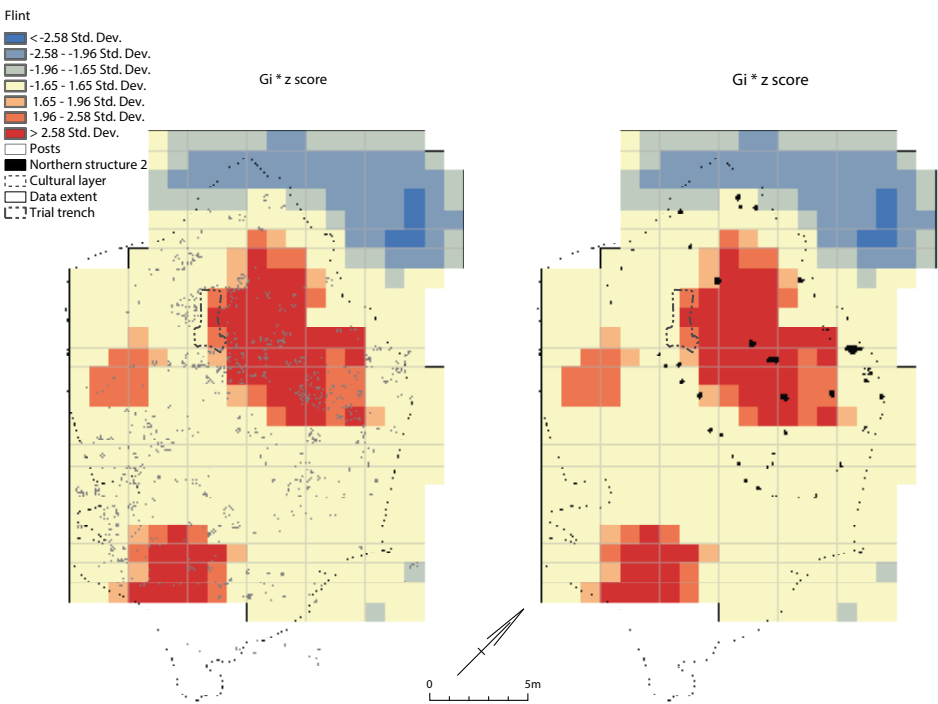 Flint
< -2.58 Std. Dev.
-2.58 - -1.96 Std. Dev.
-1.96 - -1.65 Std. Dev.
-1.65 - 1.65 Std. Dev.
1.65 - 1.96 Std. Dev.
1.96 - 2.58 Std. Dev.
> 2.58 Std. Dev.
Posts
Northern structure 2
Cultural layer
Data extent
Trial trench
Gi * z score
Gi * z score
0 5m